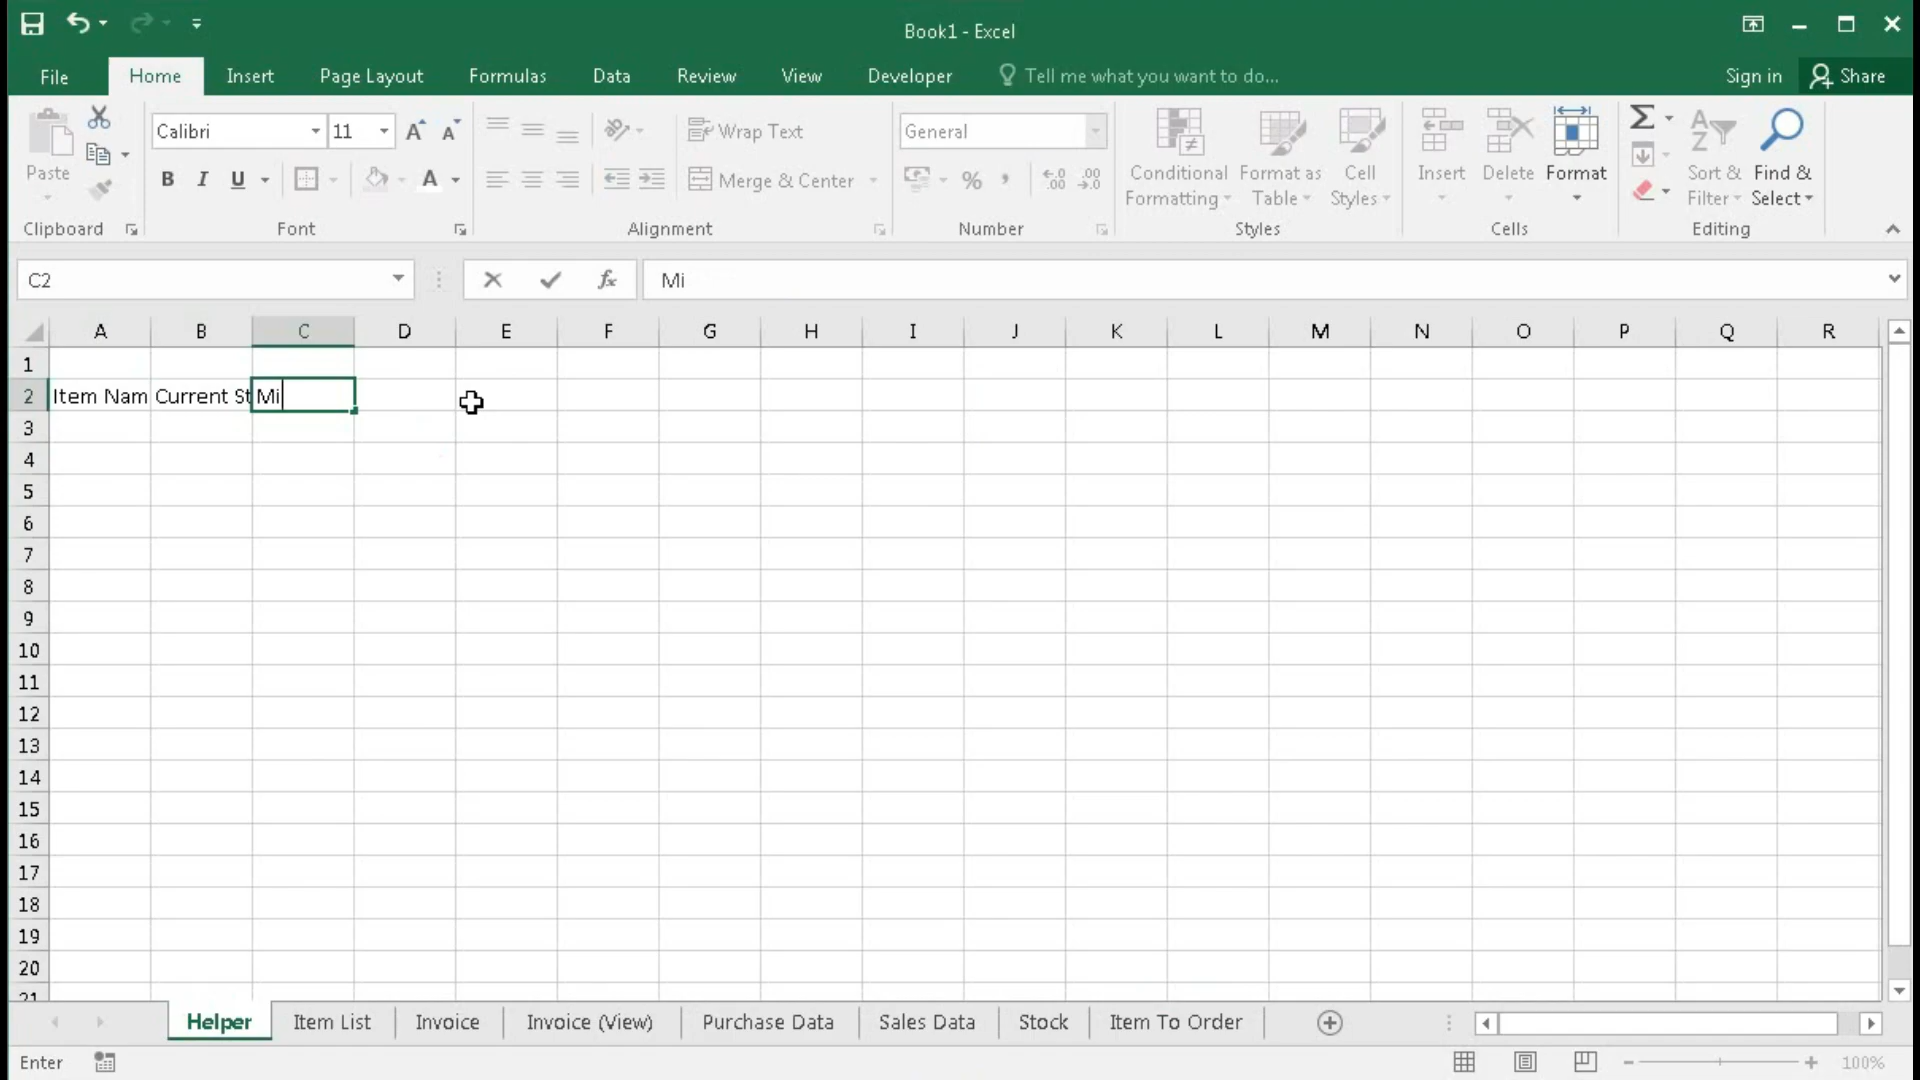 Book1 - Excel
File Home Insert Page Layout Formulas Data Review View Developer Tell me what you want to do... Sign in Share
Paste
Clipboard
Calibri 11 A A
B I U A
Font
Wrap Text
Merge & Center
Alignment
General
%
Number
Conditional Formatting
Format as Table
Cell Styles
Styles
Insert Delete Format
Cells
Sort & Filter
Find & Select
Editing
C2 fx Mi
A B C D E F G H I J K L M N O P Q R
1
2 Item Nam Current St Mi
3
4
5
6
7
8
9
10
11
12
13
14
15
16
17
18
19
20
21
Helper Item List Invoice Invoice (View) Purchase Data Sales Data Stock Item To Order
Enter 100%